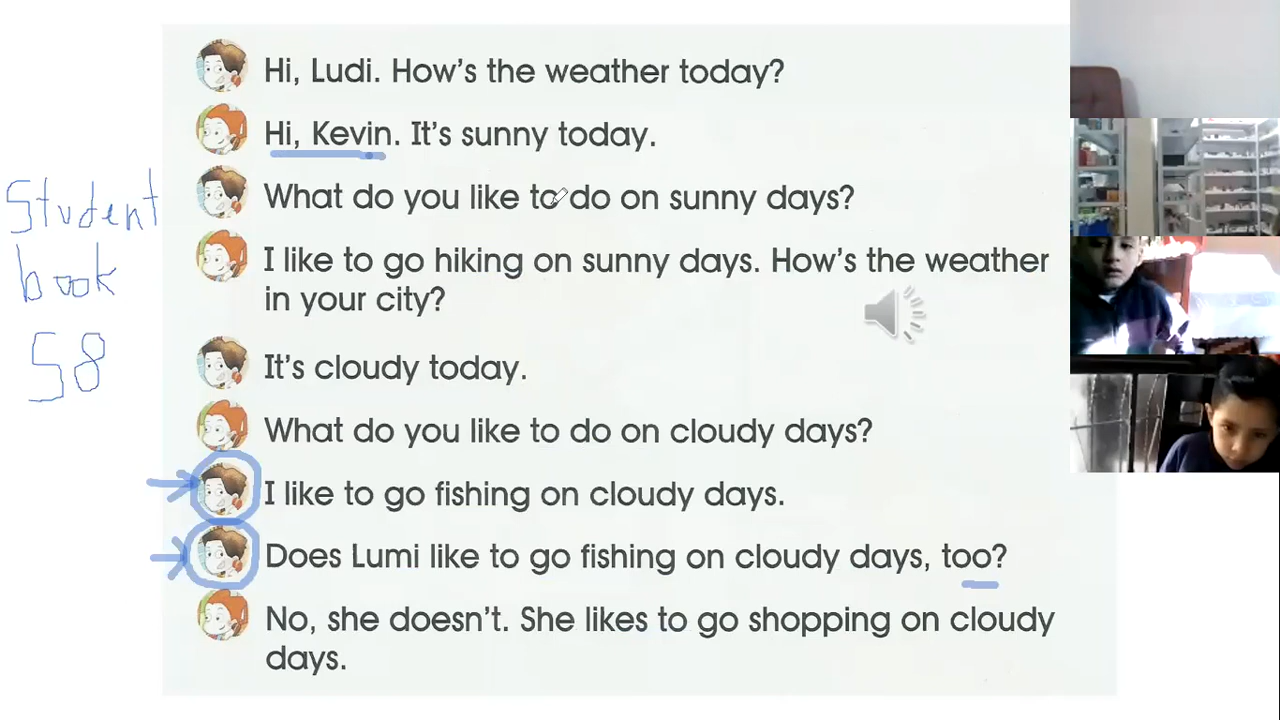 Hi, Ludi. How's the weather today?
Hi, Kevin. It's sunny today.
What do you like to do on sunny days?
I like to go hiking on sunny days. How's the weather
in your city?
It's cloudy today.
What do you like to do on cloudy days?
I like to go fishing on cloudy days.
Does Lumi like to go fishing on cloudy days, too?
No, she doesn't. She likes to go shopping on cloudy
days.
Student
book
58